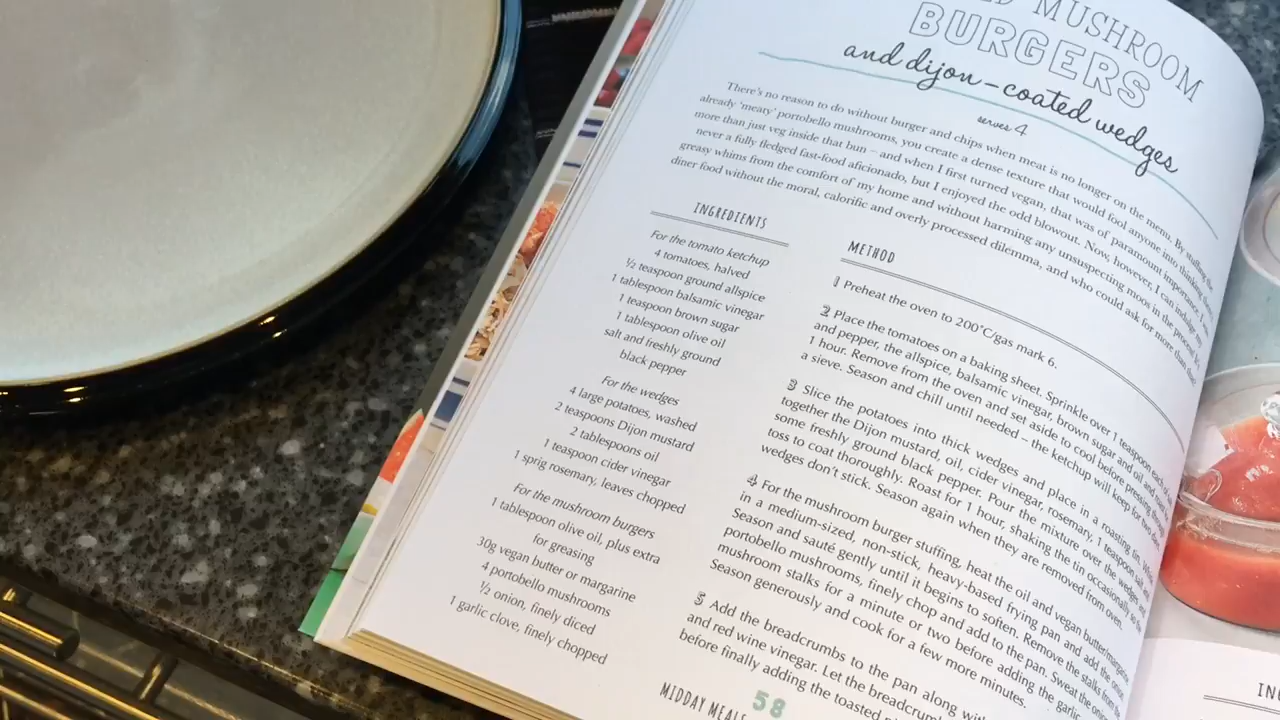 MUSHROOM
BURGERS
and dijon-coated wedges
serves 4
There's no reason to do without burger and chips when meat is no longer on the menu. By stuffing the
already 'meaty' portobello mushrooms, you create a dense texture that would fool anyone into thinking there's
more than just veg inside that bun – and when I first turned vegan, that was of paramount importance. I
never a fully fledged fast-food aficionado, but I enjoyed the odd blowout. Now, however, I can indulge my
greasy whims from the comfort of my home and without harming any unsuspecting moos in the process. It's
diner food without the moral, calorific and overly processed dilemma, and who could ask for more than that?
INGREDIENTS
For the tomato ketchup
4 tomatoes, halved
½ teaspoon ground allspice
1 tablespoon balsamic vinegar
1 teaspoon brown sugar
1 tablespoon olive oil
salt and freshly ground
black pepper
For the wedges
4 large potatoes, washed
2 teaspoons Dijon mustard
2 tablespoons oil
1 teaspoon cider vinegar
1 sprig rosemary, leaves chopped
For the mushroom burgers
1 tablespoon olive oil, plus extra
for greasing
30g vegan butter or margarine
4 portobello mushrooms
½ onion, finely diced
1 garlic clove, finely chopped
METHOD
1 Preheat the oven to 200°C/gas mark 6.
2 Place the tomatoes on a baking sheet. Sprinkle over 1 teaspoon each of
and pepper, the allspice, balsamic vinegar, brown sugar and oil and
1 hour. Remove from the oven and set aside to cool before pressing through
a sieve. Season and chill until needed – the ketchup will keep for two
3 Slice the potatoes into thick wedges and place in a roasting tin.
together the Dijon mustard, oil, cider vinegar, rosemary, 1 teaspoon salt
some freshly ground black pepper. Pour the mixture over the wedges and
toss to coat thoroughly. Roast for 1 hour, shaking the tin occasionally so the
wedges don't stick. Season again when they are removed from oven.
4 For the mushroom burger stuffing, heat the oil and vegan butter/margarine
in a medium-sized, non-stick, heavy-based frying pan and add the onion.
Season and sauté gently until it begins to soften. Remove the stalks from the
portobello mushrooms, finely chop and add to the pan. Sweat the onion
mushroom stalks for a minute or two before adding the garlic.
Season generously and cook for a few more minutes.
5 Add the breadcrumbs to the pan along with
and red wine vinegar. Let the breadcrumbs
before finally adding the toasted
MIDDAY MEALS
58